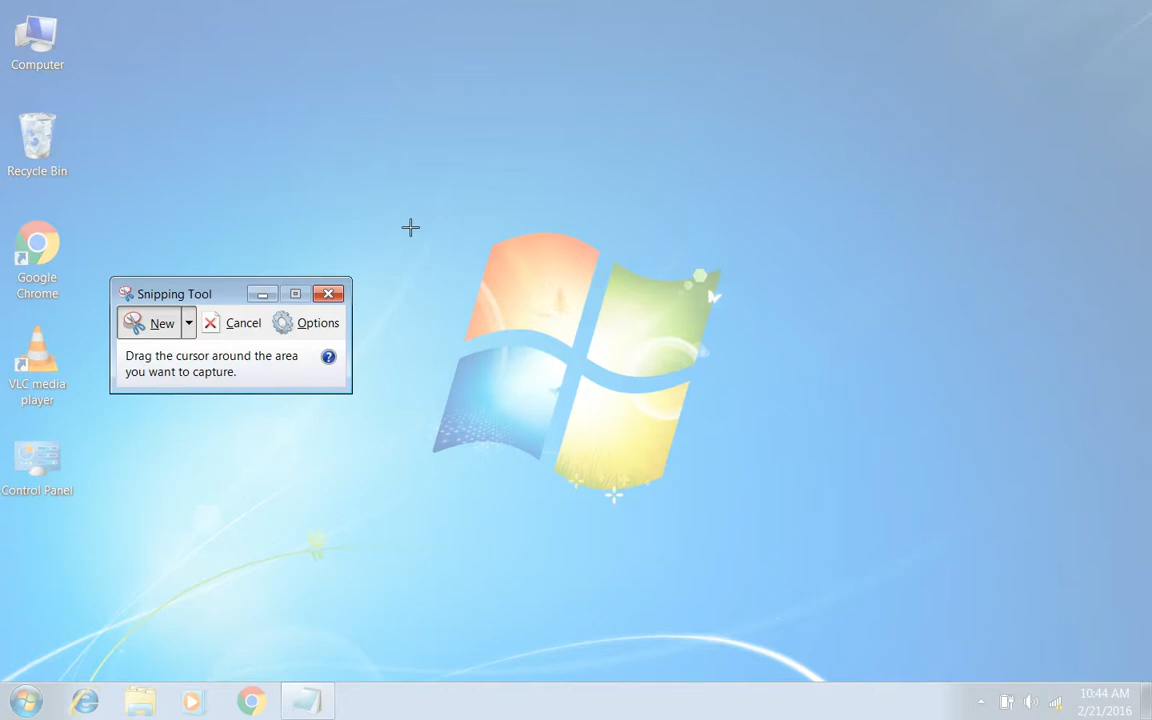 Computer
Recycle Bin
Google
Chrome
Snipping Tool
New
Cancel
Options
Drag the cursor around the area
you want to capture.
?
VLC media
player
Control Panel
10:44 AM
2/21/2016